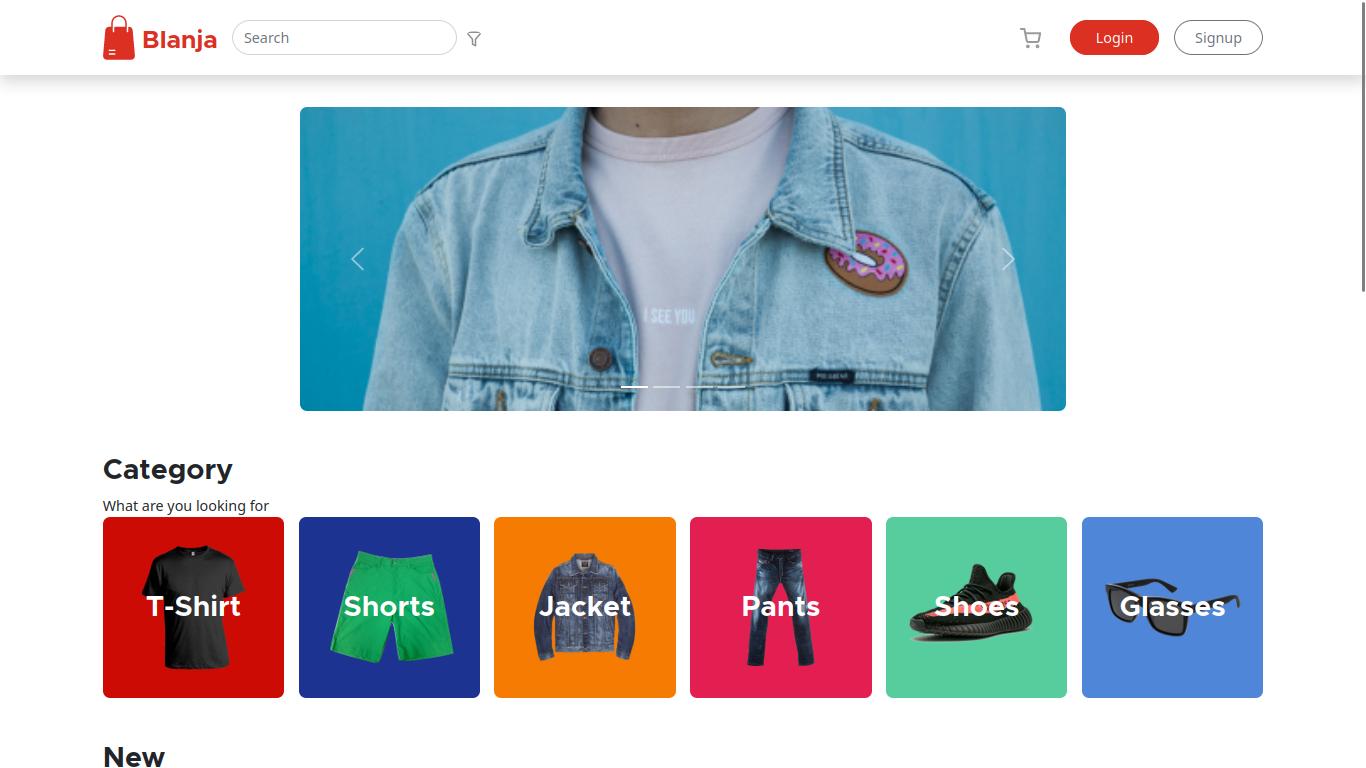 Blanja
Search
Login
Signup
I SEE YOU
Category
What are you looking for
T-Shirt
Shorts
Jacket
Pants
Shoes
Glasses
New